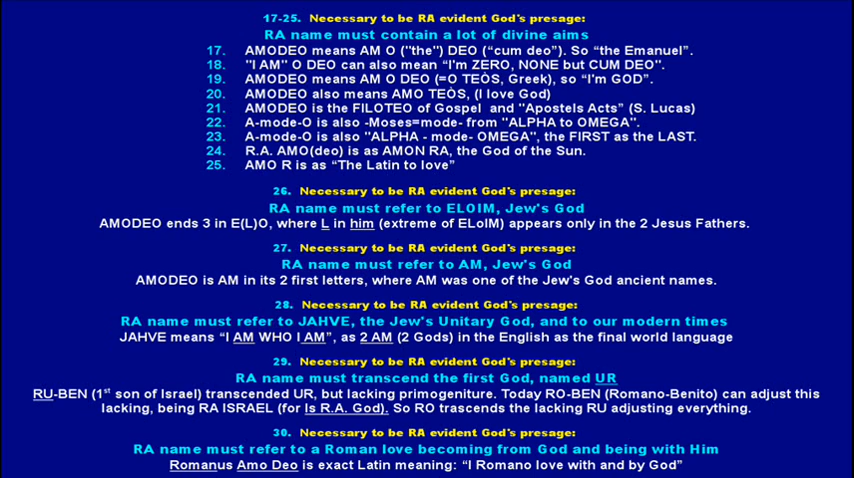 17-25. Necessary to be RA evident God's presage:
RA name must contain a lot of divine aims
17. AMODEO means AM O ("the") DEO (“cum deo”). So “the Emanuel”.
18. "I AM" O DEO can also mean “I'm ZERO, NONE but CUM DEO”.
19. AMODEO means AM O DEO (=O TEÒS, Greek), so “I'm GOD”.
20. AMODEO also means AMO TEÒS, (I love God)
21. AMODEO is the FILOTEO of Gospel and "Apostels Acts” (S. Lucas)
22. A-mode-O is also -Moses=mode- from "ALPHA to OMEGA".
23. A-mode-O is also "ALPHA - mode- OMEGA", the FIRST as the LAST.
24. R.A. AMO(deo) is as AMON RA, the God of the Sun.
25. AMO R is as “The Latin to love”
26. Necessary to be RA evident God's presage:
RA name must refer to ELOIM, Jew's God
AMODEO ends 3 in E(L)O, where L in him (extreme of ELoIM) appears only in the 2 Jesus Fathers.
27. Necessary to be RA evident God's presage:
RA name must refer to AM, Jew's God
AMODEO is AM in its 2 first letters, where AM was one of the Jew's God ancient names.
28. Necessary to be RA evident God's presage:
RA name must refer to JAHVE, the Jew's Unitary God, and to our modern times
JAHVE means “I AM WHO I AM”, as 2 AM (2 Gods) in the English as the final world language
29. Necessary to be RA evident God's presage:
RA name must transcend the first God, named UR
RU-BEN (1st son of Israel) transcended UR, but lacking primogeniture. Today RO-BEN (Romano-Benito) can adjust this
lacking, being RA ISRAEL (for Is R.A. God). So RO trascends the lacking RU adjusting everything.
30. Necessary to be RA evident God's presage:
RA name must refer to a Roman love becoming from God and being with Him
Romanus Amo Deo is exact Latin meaning: “I Romano love with and by God”